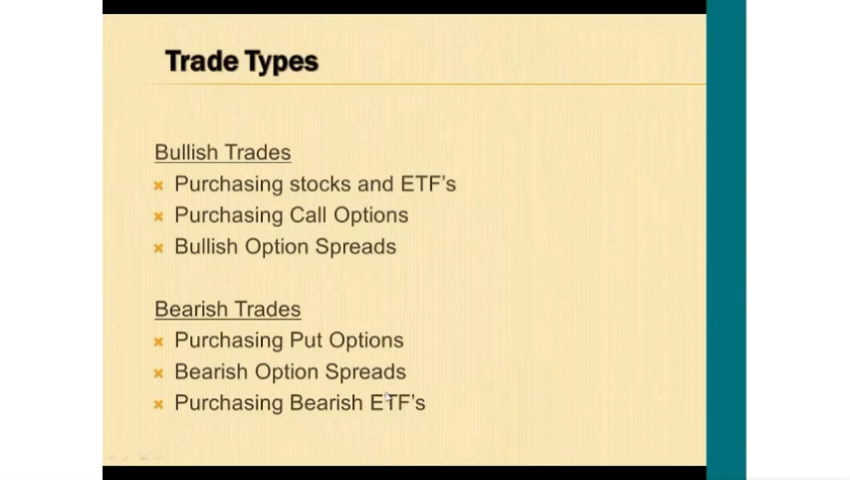 Trade Types
Bullish Trades
Purchasing stocks and ETF's
Purchasing Call Options
Bullish Option Spreads
Bearish Trades
Purchasing Put Options
Bearish Option Spreads
Purchasing Bearish ETF's